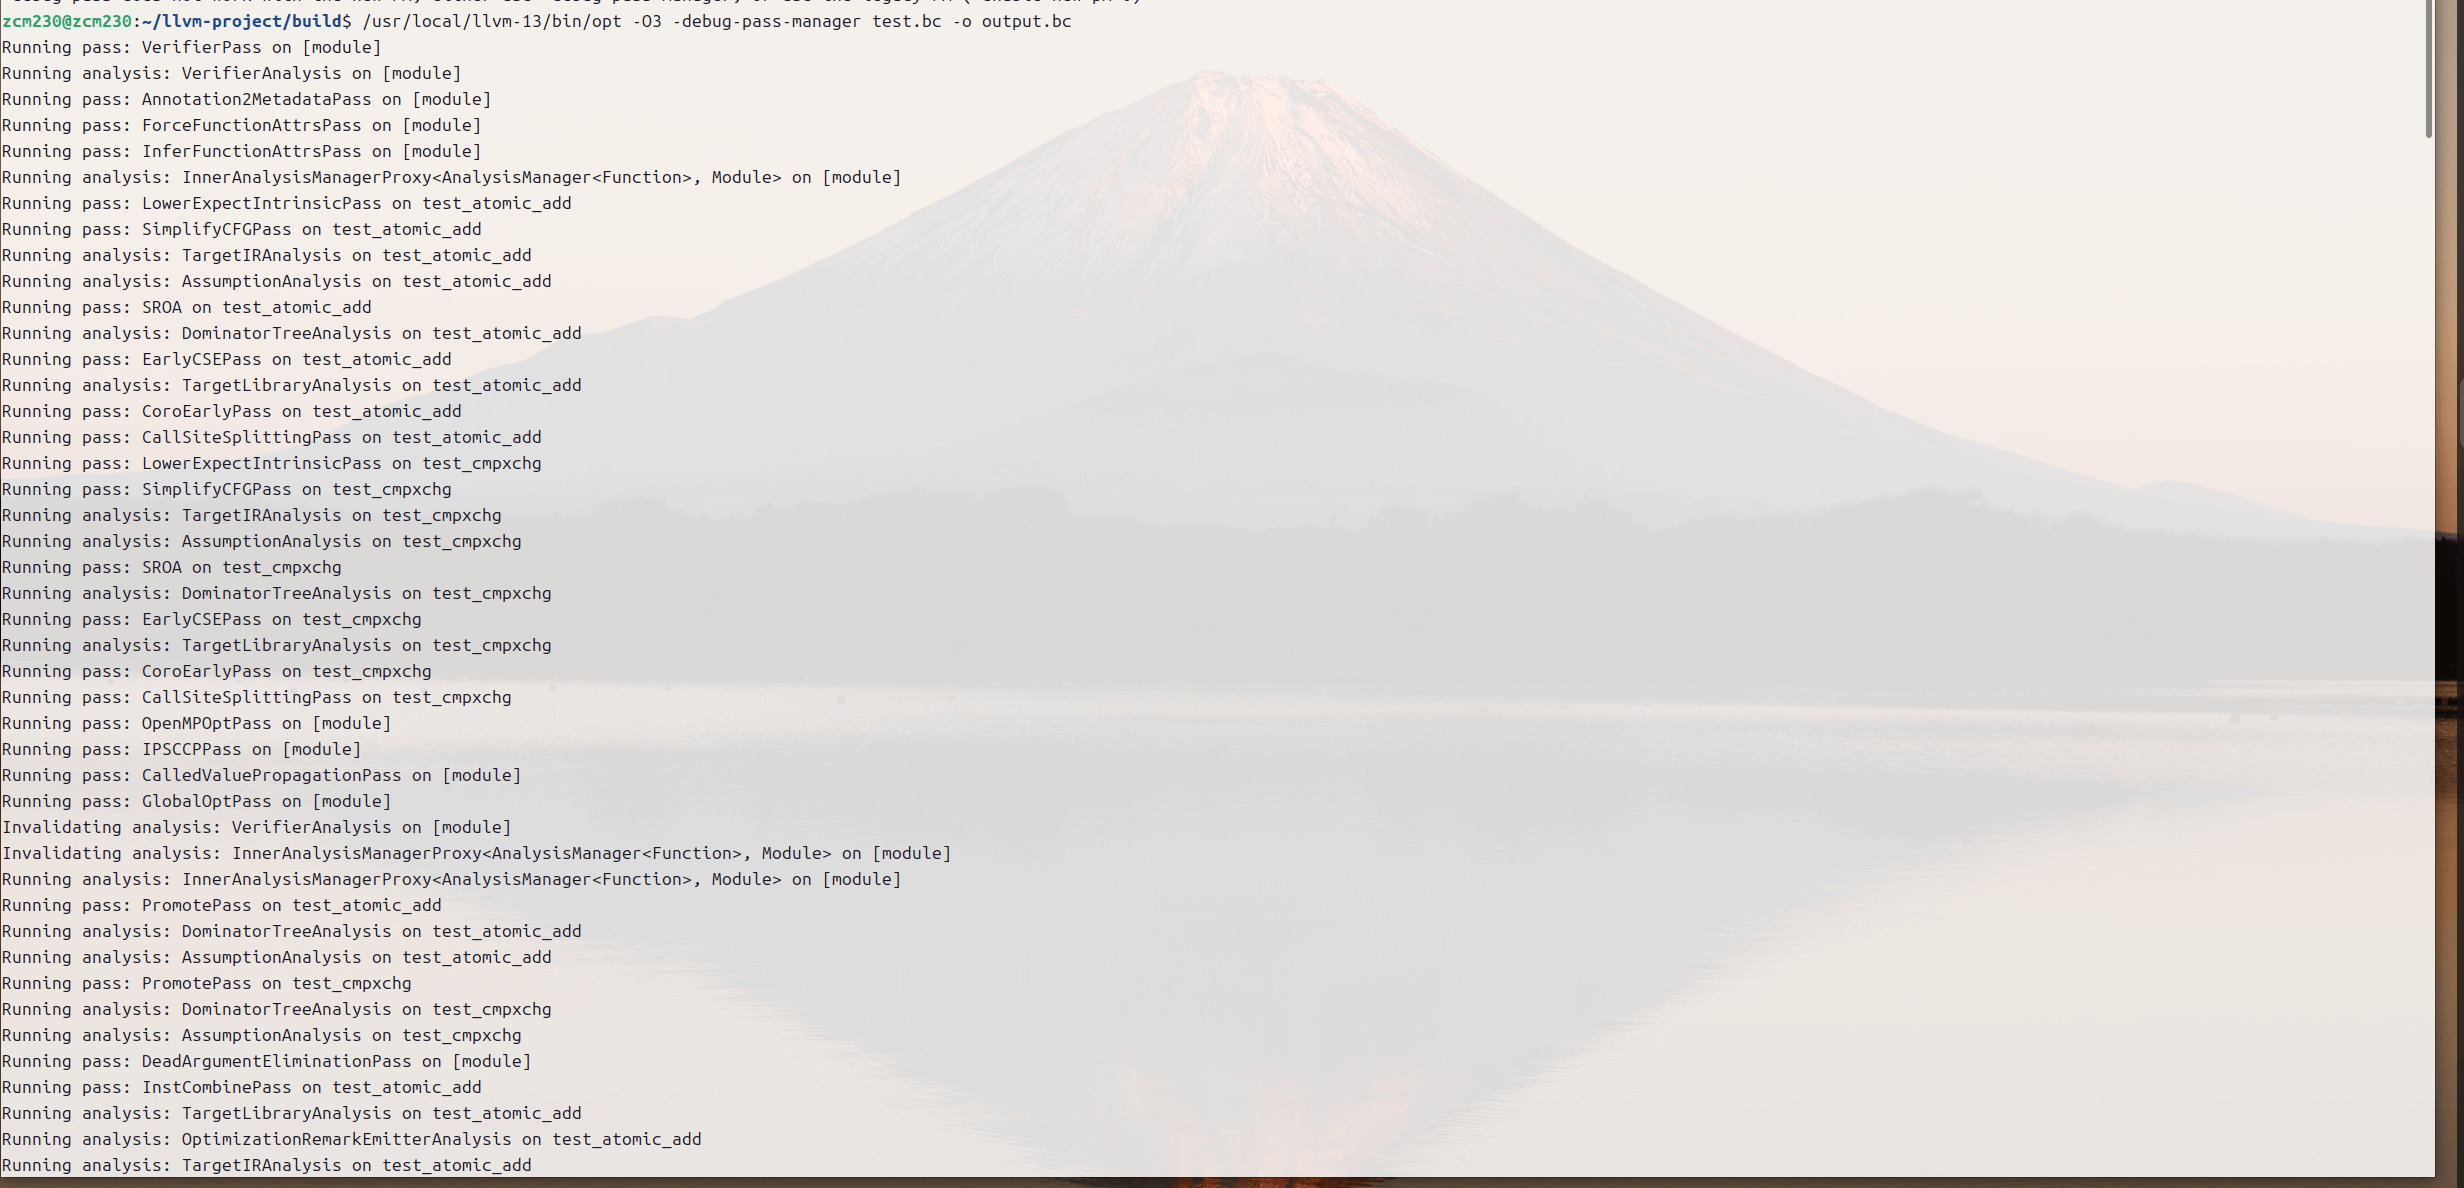 zcm230@zcm230:~/llvm-project/build$ /usr/local/llvm-13/bin/opt -O3 -debug-pass-manager test.bc -o output.bc
Running pass: VerifierPass on [module]
Running analysis: VerifierAnalysis on [module]
Running pass: Annotation2MetadataPass on [module]
Running pass: ForceFunctionAttrsPass on [module]
Running pass: InferFunctionAttrsPass on [module]
Running analysis: InnerAnalysisManagerProxy<AnalysisManager<Function>, Module> on [module]
Running pass: LowerExpectIntrinsicPass on test_atomic_add
Running pass: SimplifyCFGPass on test_atomic_add
Running analysis: TargetIRAnalysis on test_atomic_add
Running analysis: AssumptionAnalysis on test_atomic_add
Running pass: SROA on test_atomic_add
Running analysis: DominatorTreeAnalysis on test_atomic_add
Running pass: EarlyCSEPass on test_atomic_add
Running analysis: TargetLibraryAnalysis on test_atomic_add
Running pass: CoroEarlyPass on test_atomic_add
Running pass: CallSiteSplittingPass on test_atomic_add
Running pass: LowerExpectIntrinsicPass on test_cmpxchg
Running pass: SimplifyCFGPass on test_cmpxchg
Running analysis: TargetIRAnalysis on test_cmpxchg
Running analysis: AssumptionAnalysis on test_cmpxchg
Running pass: SROA on test_cmpxchg
Running analysis: DominatorTreeAnalysis on test_cmpxchg
Running pass: EarlyCSEPass on test_cmpxchg
Running analysis: TargetLibraryAnalysis on test_cmpxchg
Running pass: CoroEarlyPass on test_cmpxchg
Running pass: CallSiteSplittingPass on test_cmpxchg
Running pass: OpenMPOptPass on [module]
Running pass: IPSCCPPass on [module]
Running pass: CalledValuePropagationPass on [module]
Running pass: GlobalOptPass on [module]
Invalidating analysis: VerifierAnalysis on [module]
Invalidating analysis: InnerAnalysisManagerProxy<AnalysisManager<Function>, Module> on [module]
Running analysis: InnerAnalysisManagerProxy<AnalysisManager<Function>, Module> on [module]
Running pass: PromotePass on test_atomic_add
Running analysis: DominatorTreeAnalysis on test_atomic_add
Running analysis: AssumptionAnalysis on test_atomic_add
Running pass: PromotePass on test_cmpxchg
Running analysis: DominatorTreeAnalysis on test_cmpxchg
Running analysis: AssumptionAnalysis on test_cmpxchg
Running pass: DeadArgumentEliminationPass on [module]
Running pass: InstCombinePass on test_atomic_add
Running analysis: TargetLibraryAnalysis on test_atomic_add
Running analysis: OptimizationRemarkEmitterAnalysis on test_atomic_add
Running analysis: TargetIRAnalysis on test_atomic_add